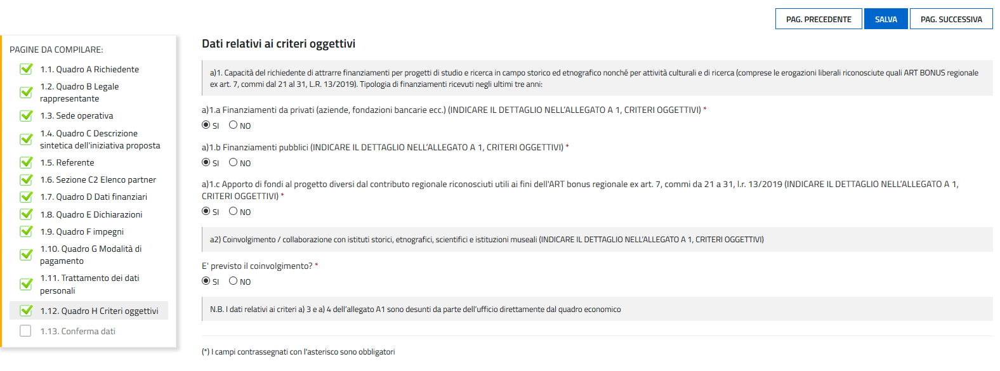 PAG. PRECEDENTE
SALVA
PAG. SUCCESSIVA
PAGINE DA COMPILARE:
1.1. Quadro A Richiedente
1.2. Quadro B Legale
rappresentante
1.3. Sede operativa
1.4. Quadro C Descrizione
sintetica dell'iniziativa proposta
1.5. Referente
1.6. Sezione C2 Elenco partner
1.7. Quadro D Dati finanziari
1.8. Quadro E Dichiarazioni
1.9. Quadro F impegni
1.10. Quadro G Modalità di
pagamento
1.11. Trattamento dei dati
personali
1.12. Quadro H Criteri oggettivi
1.13. Conferma dati
Dati relativi ai criteri oggettivi
a)1. Capacità del richiedente di attrarre finanziamenti per progetti di studio e ricerca in campo storico ed etnografico nonché per attività culturali e di ricerca (comprese le erogazioni liberali riconosciute quali ART BONUS regionale
ex art. 7, commi dal 21 al 31, L.R. 13/2019). Tipologia di finanziamenti ricevuti negli ultimi tre anni:
a)1.a Finanziamenti da privati (aziende, fondazioni bancarie ecc.) (INDICARE IL DETTAGLIO NELL’ALLEGATO A 1, CRITERI OGGETTIVI) *
SI NO
a)1.b Finanziamenti pubblici (INDICARE IL DETTAGLIO NELL’ALLEGATO A 1, CRITERI OGGETTIVI) *
SI NO
a)1.c Apporto di fondi al progetto diversi dal contributo regionale riconosciuti utili ai fini dell'ART bonus regionale ex art. 7, commi da 21 a 31, l.r. 13/2019 (INDICARE IL DETTAGLIO NELL’ALLEGATO A 1,
CRITERI OGGETTIVI) *
SI NO
a2) Coinvolgimento / collaborazione con istituti storici, etnografici, scientifici e istituzioni museali (INDICARE IL DETTAGLIO NELL’ALLEGATO A 1, CRITERI OGGETTIVI)
E' previsto il coinvolgimento? *
SI NO
N.B. I dati relativi ai criteri a) 3 e a) 4 dell’allegato A1 sono desunti da parte dell’ufficio direttamente dal quadro economico
(*) I campi contrassegnati con l'asterisco sono obbligatori